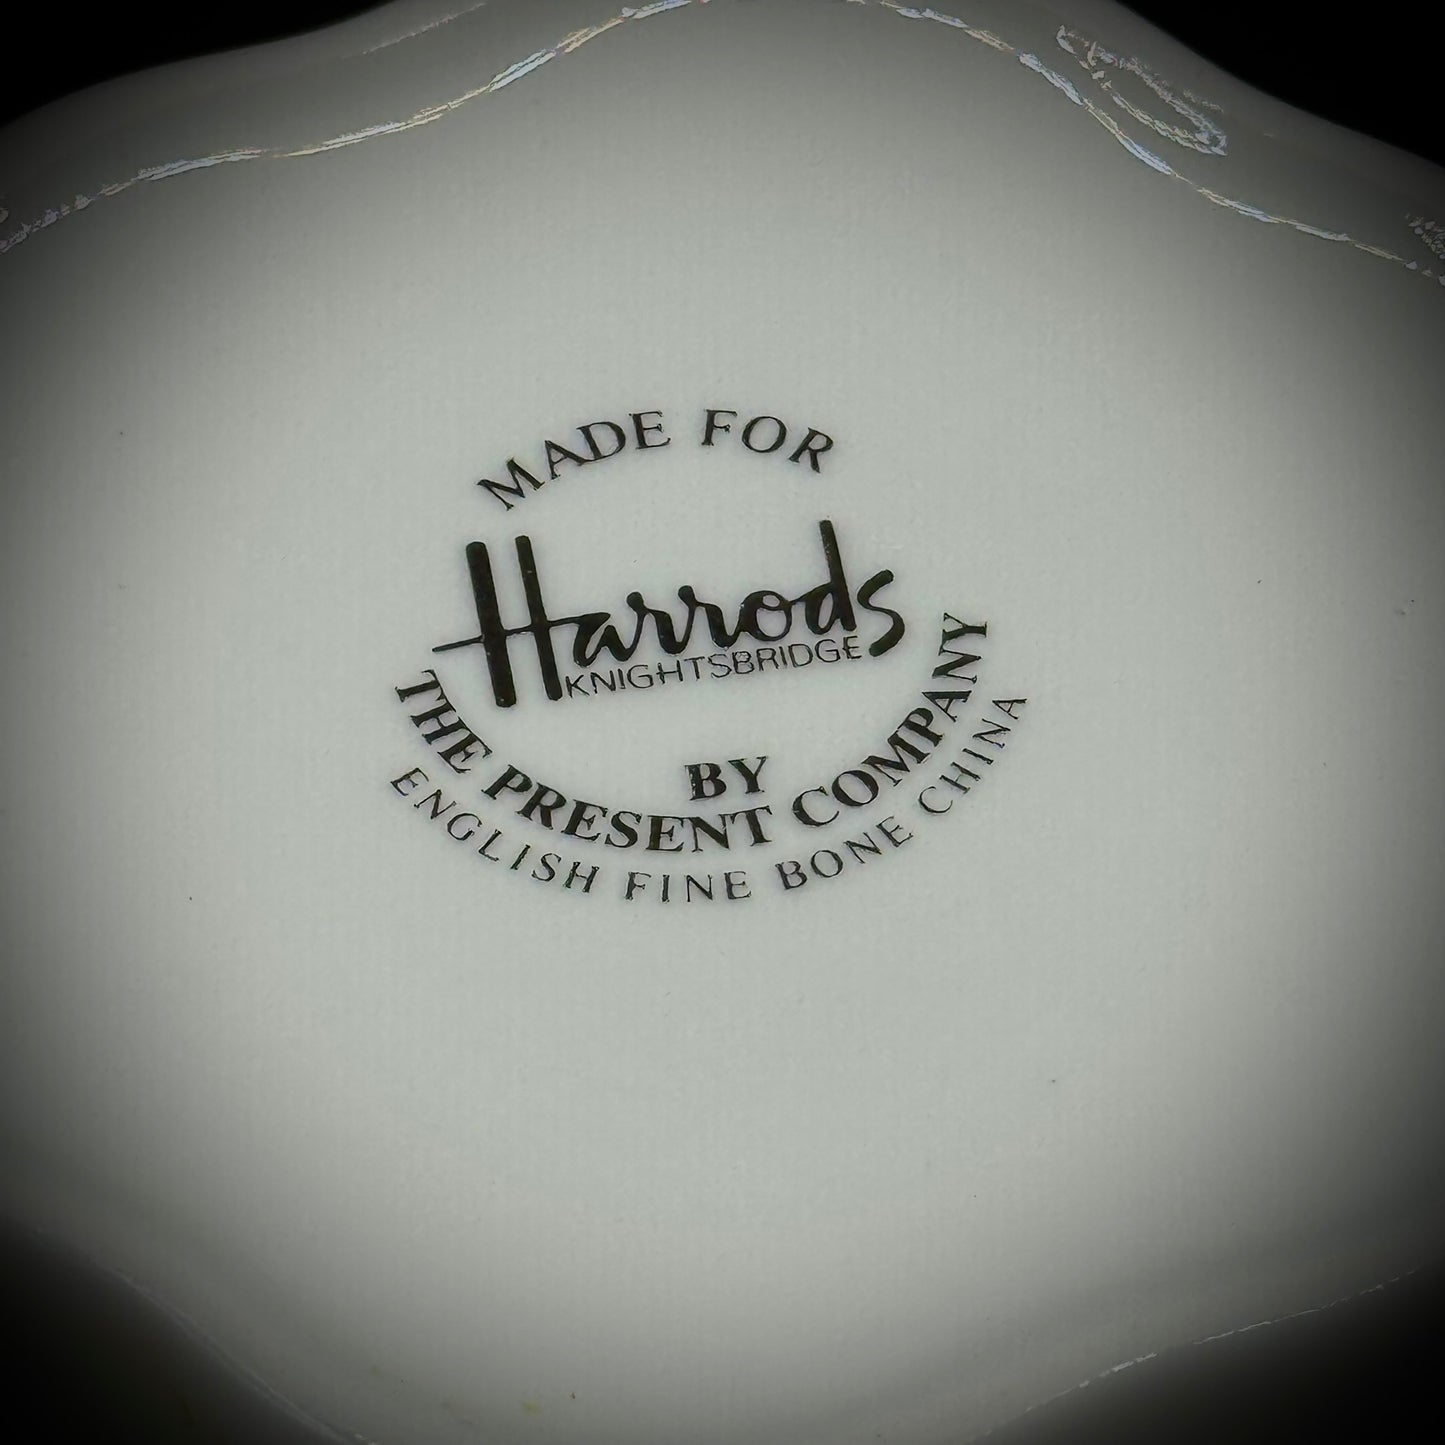 MADE FOR
Harrods
KNIGHTSBRIDGE
BY
THE PRESENT COMPANY
ENGLISH FINE BONE CHINA